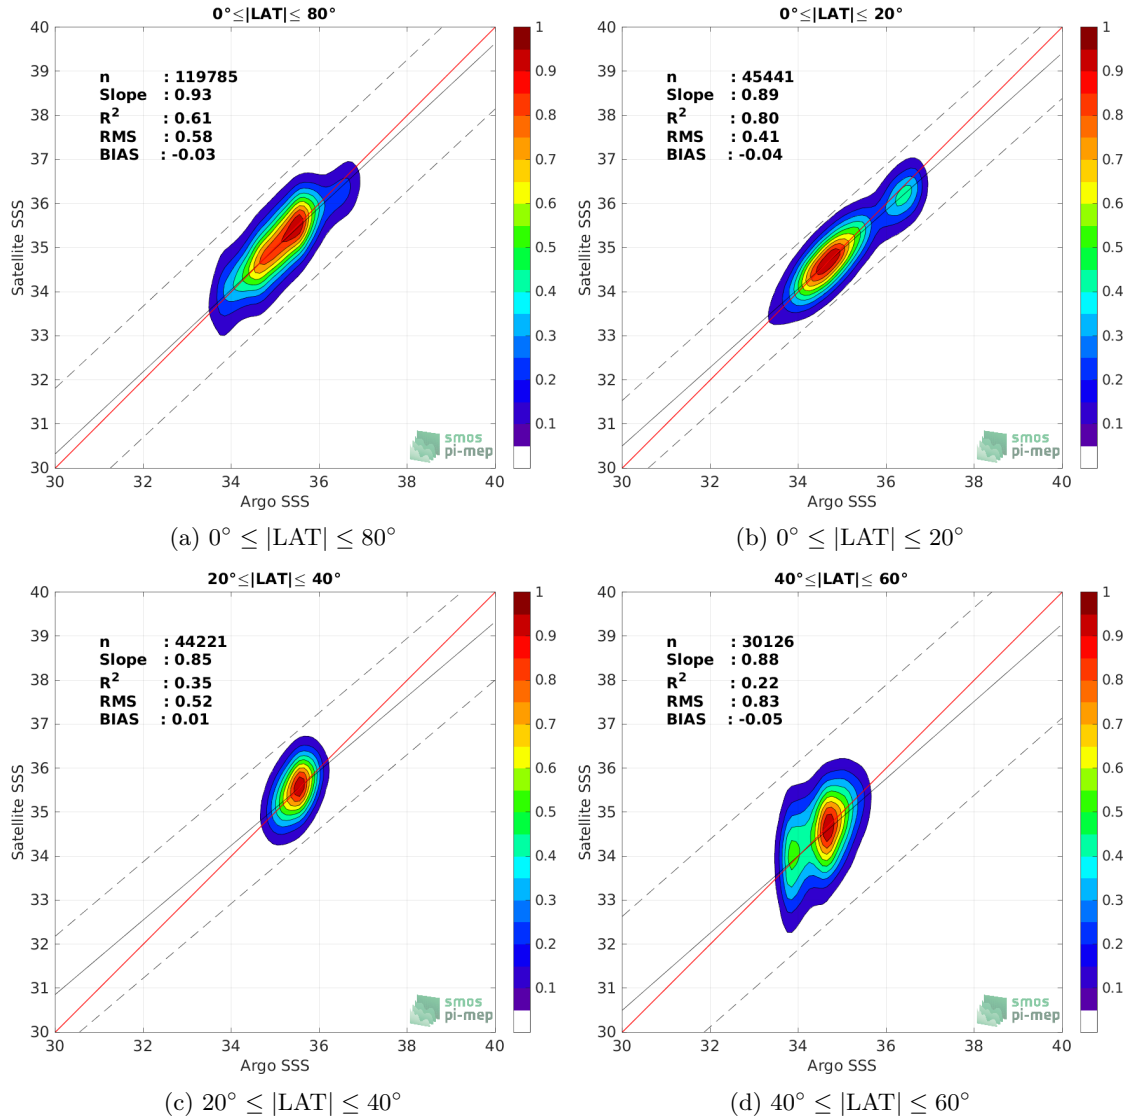 0°≤|LAT|≤ 80°
n : 119785
Slope : 0.93
R² : 0.61
RMS : 0.58
BIAS : -0.03
Satellite SSS
40
39
38
37
36
35
34
33
32
31
30
30 32 34 36 38 40
Argo SSS
1
0.9
0.8
0.7
0.6
0.5
0.4
0.3
0.2
0.1
smos
pi-mep
(a) 0° ≤ |LAT| ≤ 80°
0°≤|LAT|≤ 20°
n : 45441
Slope : 0.89
R² : 0.80
RMS : 0.41
BIAS : -0.04
Satellite SSS
40
39
38
37
36
35
34
33
32
31
30
30 32 34 36 38 40
Argo SSS
1
0.9
0.8
0.7
0.6
0.5
0.4
0.3
0.2
0.1
smos
pi-mep
(b) 0° ≤ |LAT| ≤ 20°
20°≤|LAT|≤ 40°
n : 44221
Slope : 0.85
R² : 0.35
RMS : 0.52
BIAS : 0.01
Satellite SSS
40
39
38
37
36
35
34
33
32
31
30
30 32 34 36 38 40
Argo SSS
1
0.9
0.8
0.7
0.6
0.5
0.4
0.3
0.2
0.1
smos
pi-mep
(c) 20° ≤ |LAT| ≤ 40°
40°≤|LAT|≤ 60°
n : 30126
Slope : 0.88
R² : 0.22
RMS : 0.83
BIAS : -0.05
Satellite SSS
40
39
38
37
36
35
34
33
32
31
30
30 32 34 36 38 40
Argo SSS
1
0.9
0.8
0.7
0.6
0.5
0.4
0.3
0.2
0.1
smos
pi-mep
(d) 40° ≤ |LAT| ≤ 60°